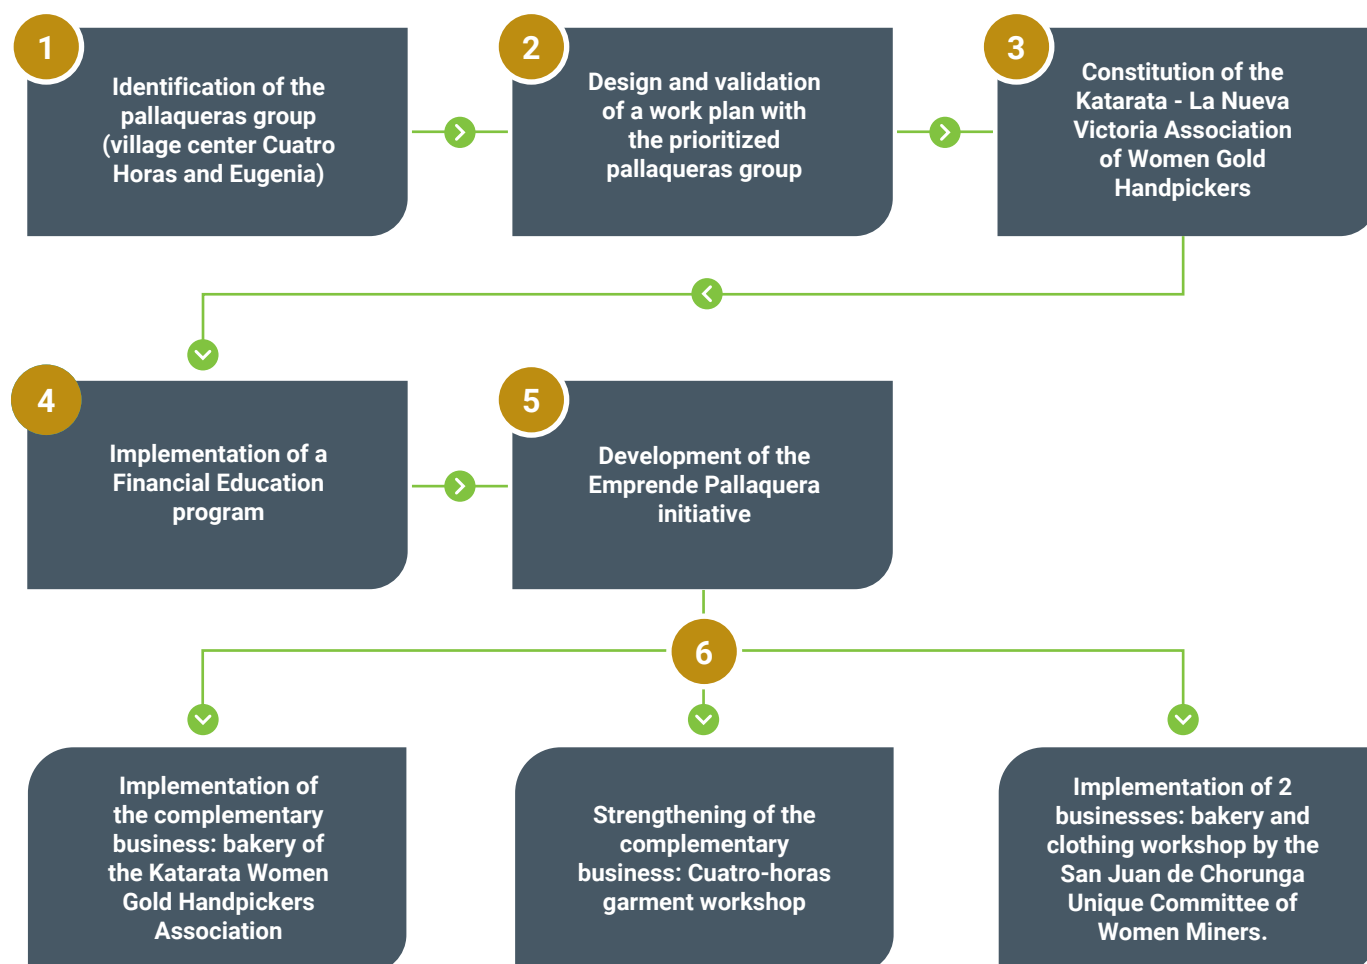 1
Identification of the
pallaqueras group
(village center Cuatro
Horas and Eugenia)
2
Design and validation
of a work plan with
the prioritized
pallaqueras group
3
Constitution of the
Katarata - La Nueva
Victoria Association
of Women Gold
Handpickers
4
Implementation of a
Financial Education
program
5
Development of the
Emprende Pallaquera
initiative
6
Implementation of
the complementary
business: bakery of
the Katarata Women
Gold Handpickers
Association
Strengthening of the
complementary
business: Cuatro-horas
garment workshop
Implementation of 2
businesses: bakery and
clothing workshop by the
San Juan de Chorunga
Unique Committee of
Women Miners.